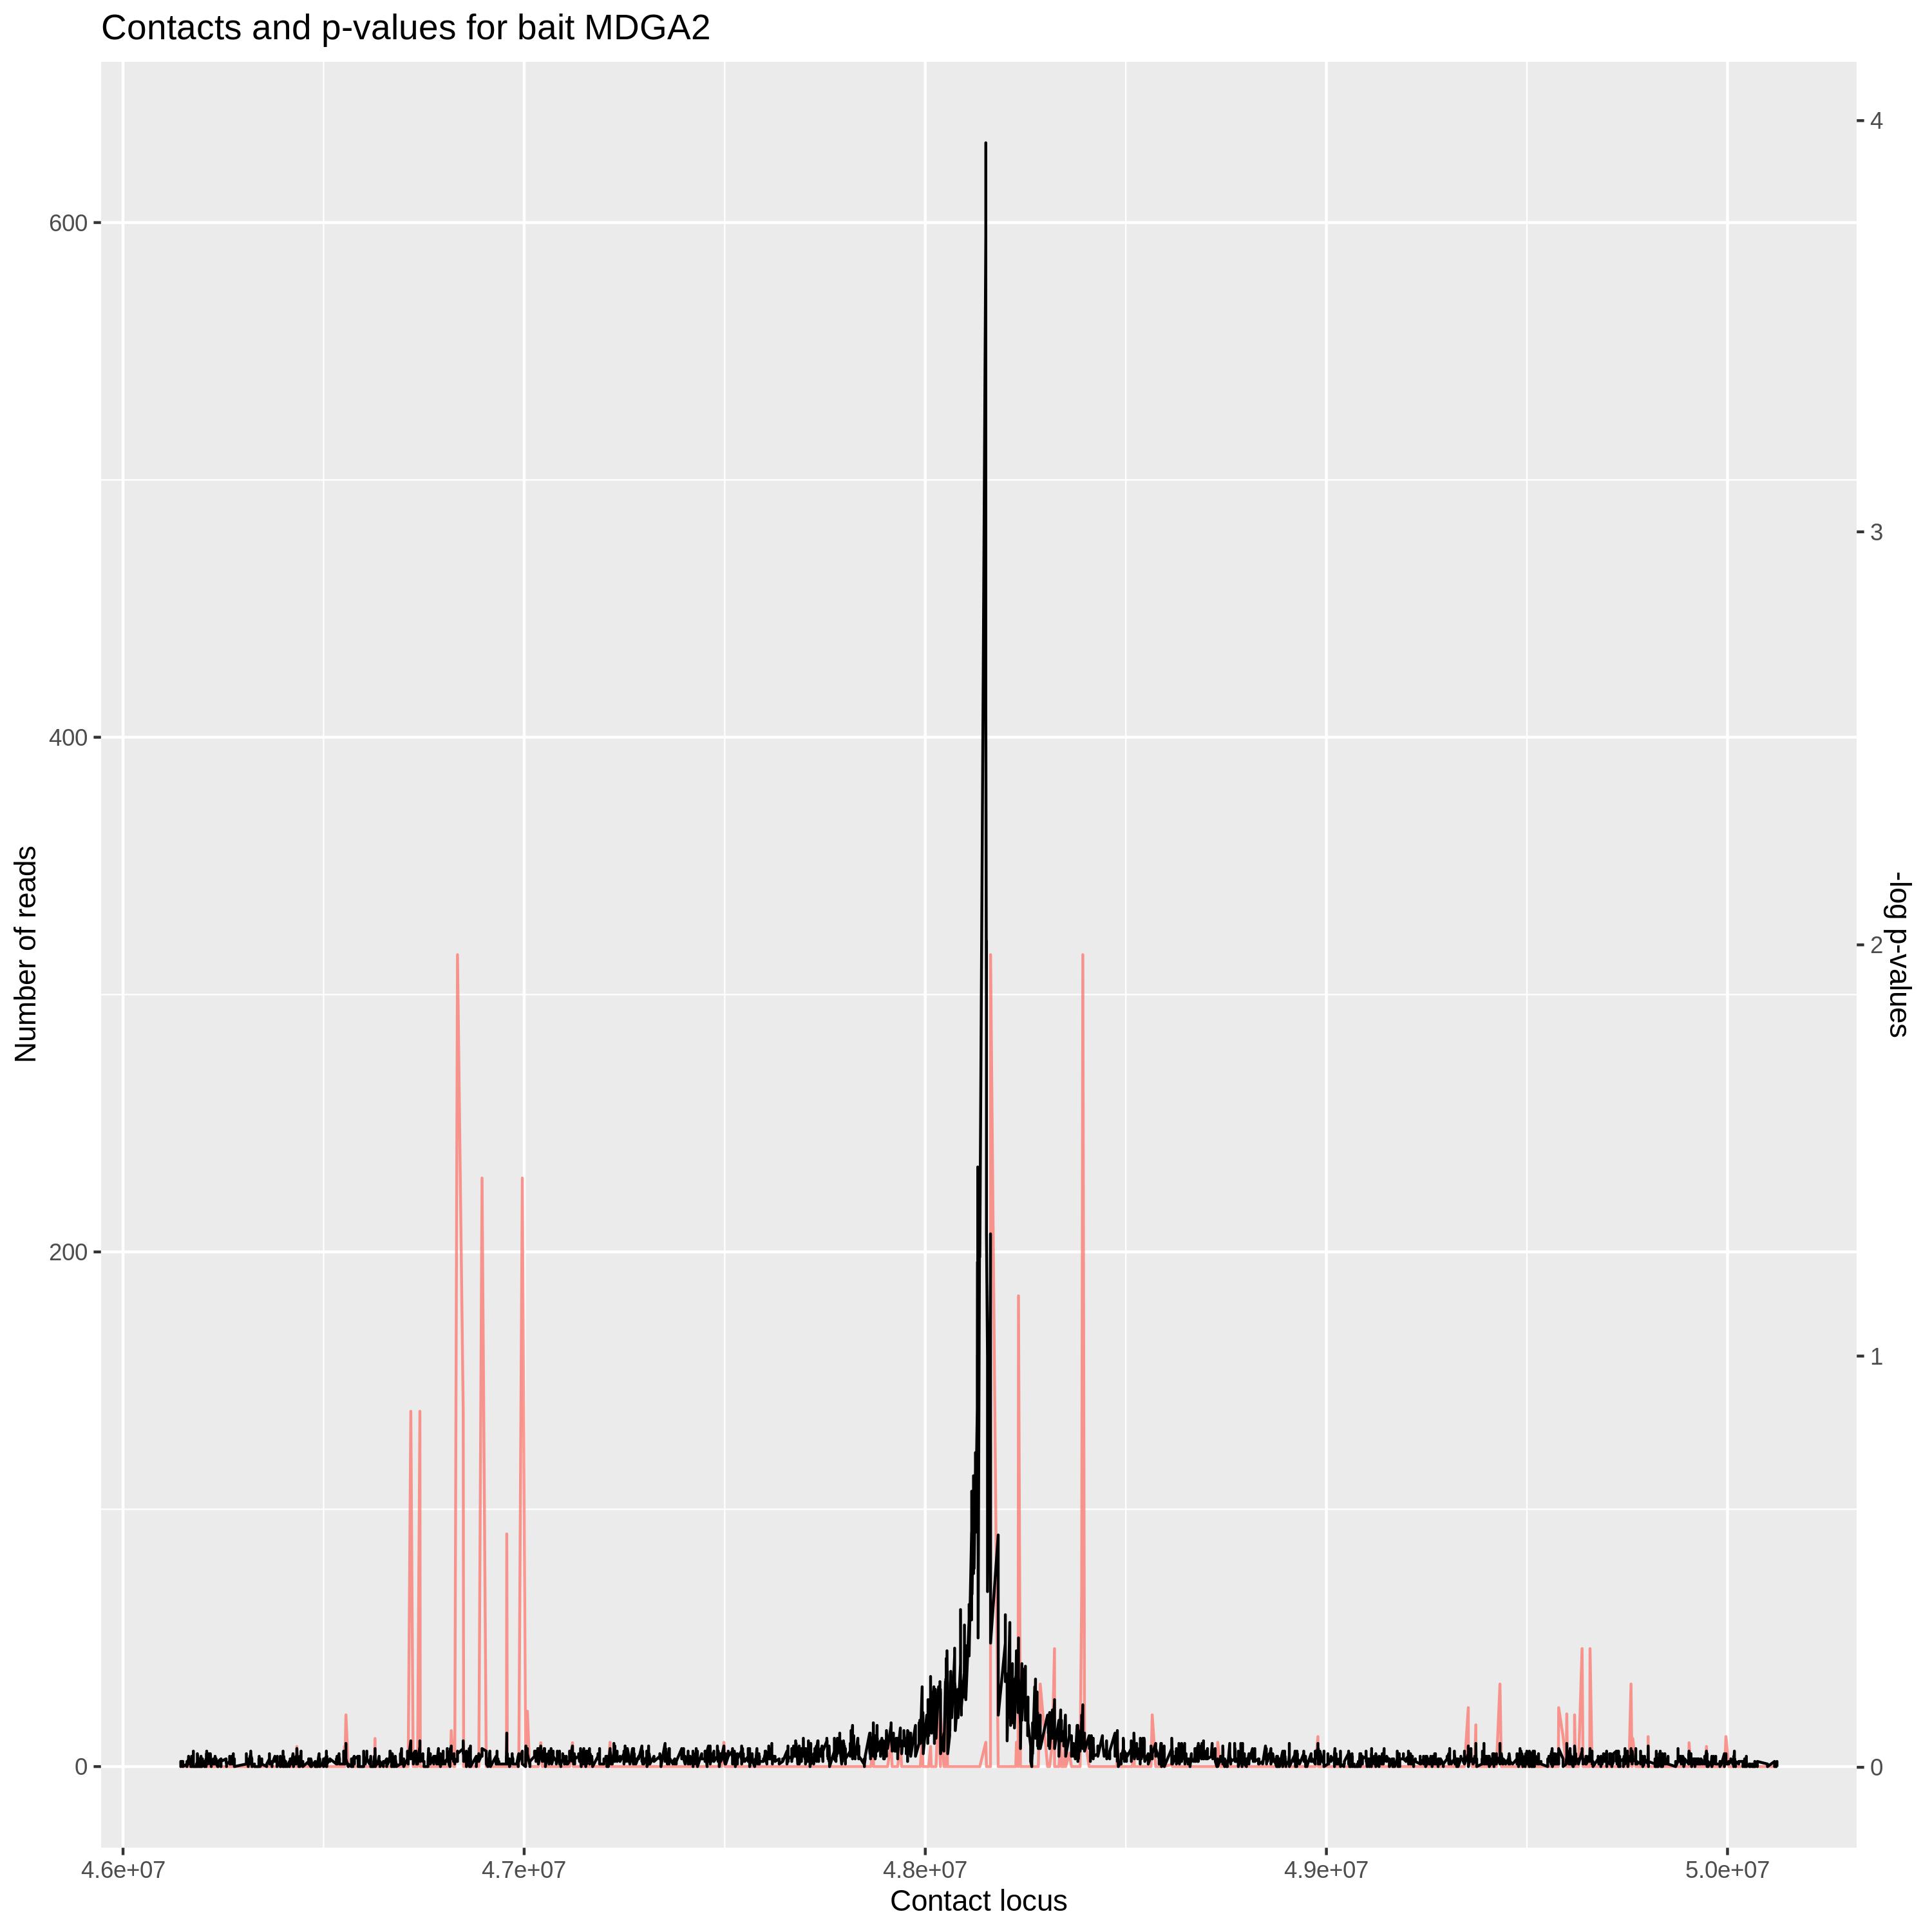 Contacts and p-values for bait MDGA2
Number of reads
600
400
200
0
4
3
2
1
0
-log p-values
4.6e+07
4.7e+07
4.8e+07
4.9e+07
5.0e+07
Contact locus